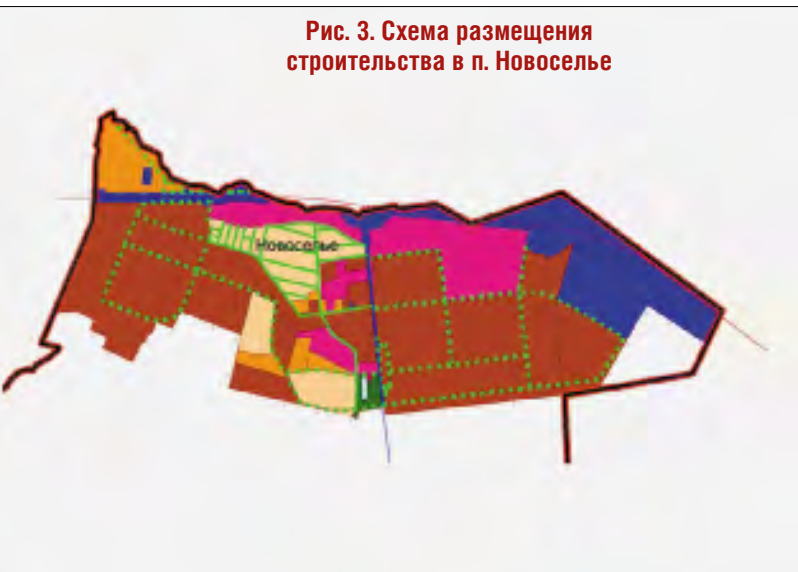 Рис. 3. Схема размещения
строительства в п. Новоселье
Новоселье